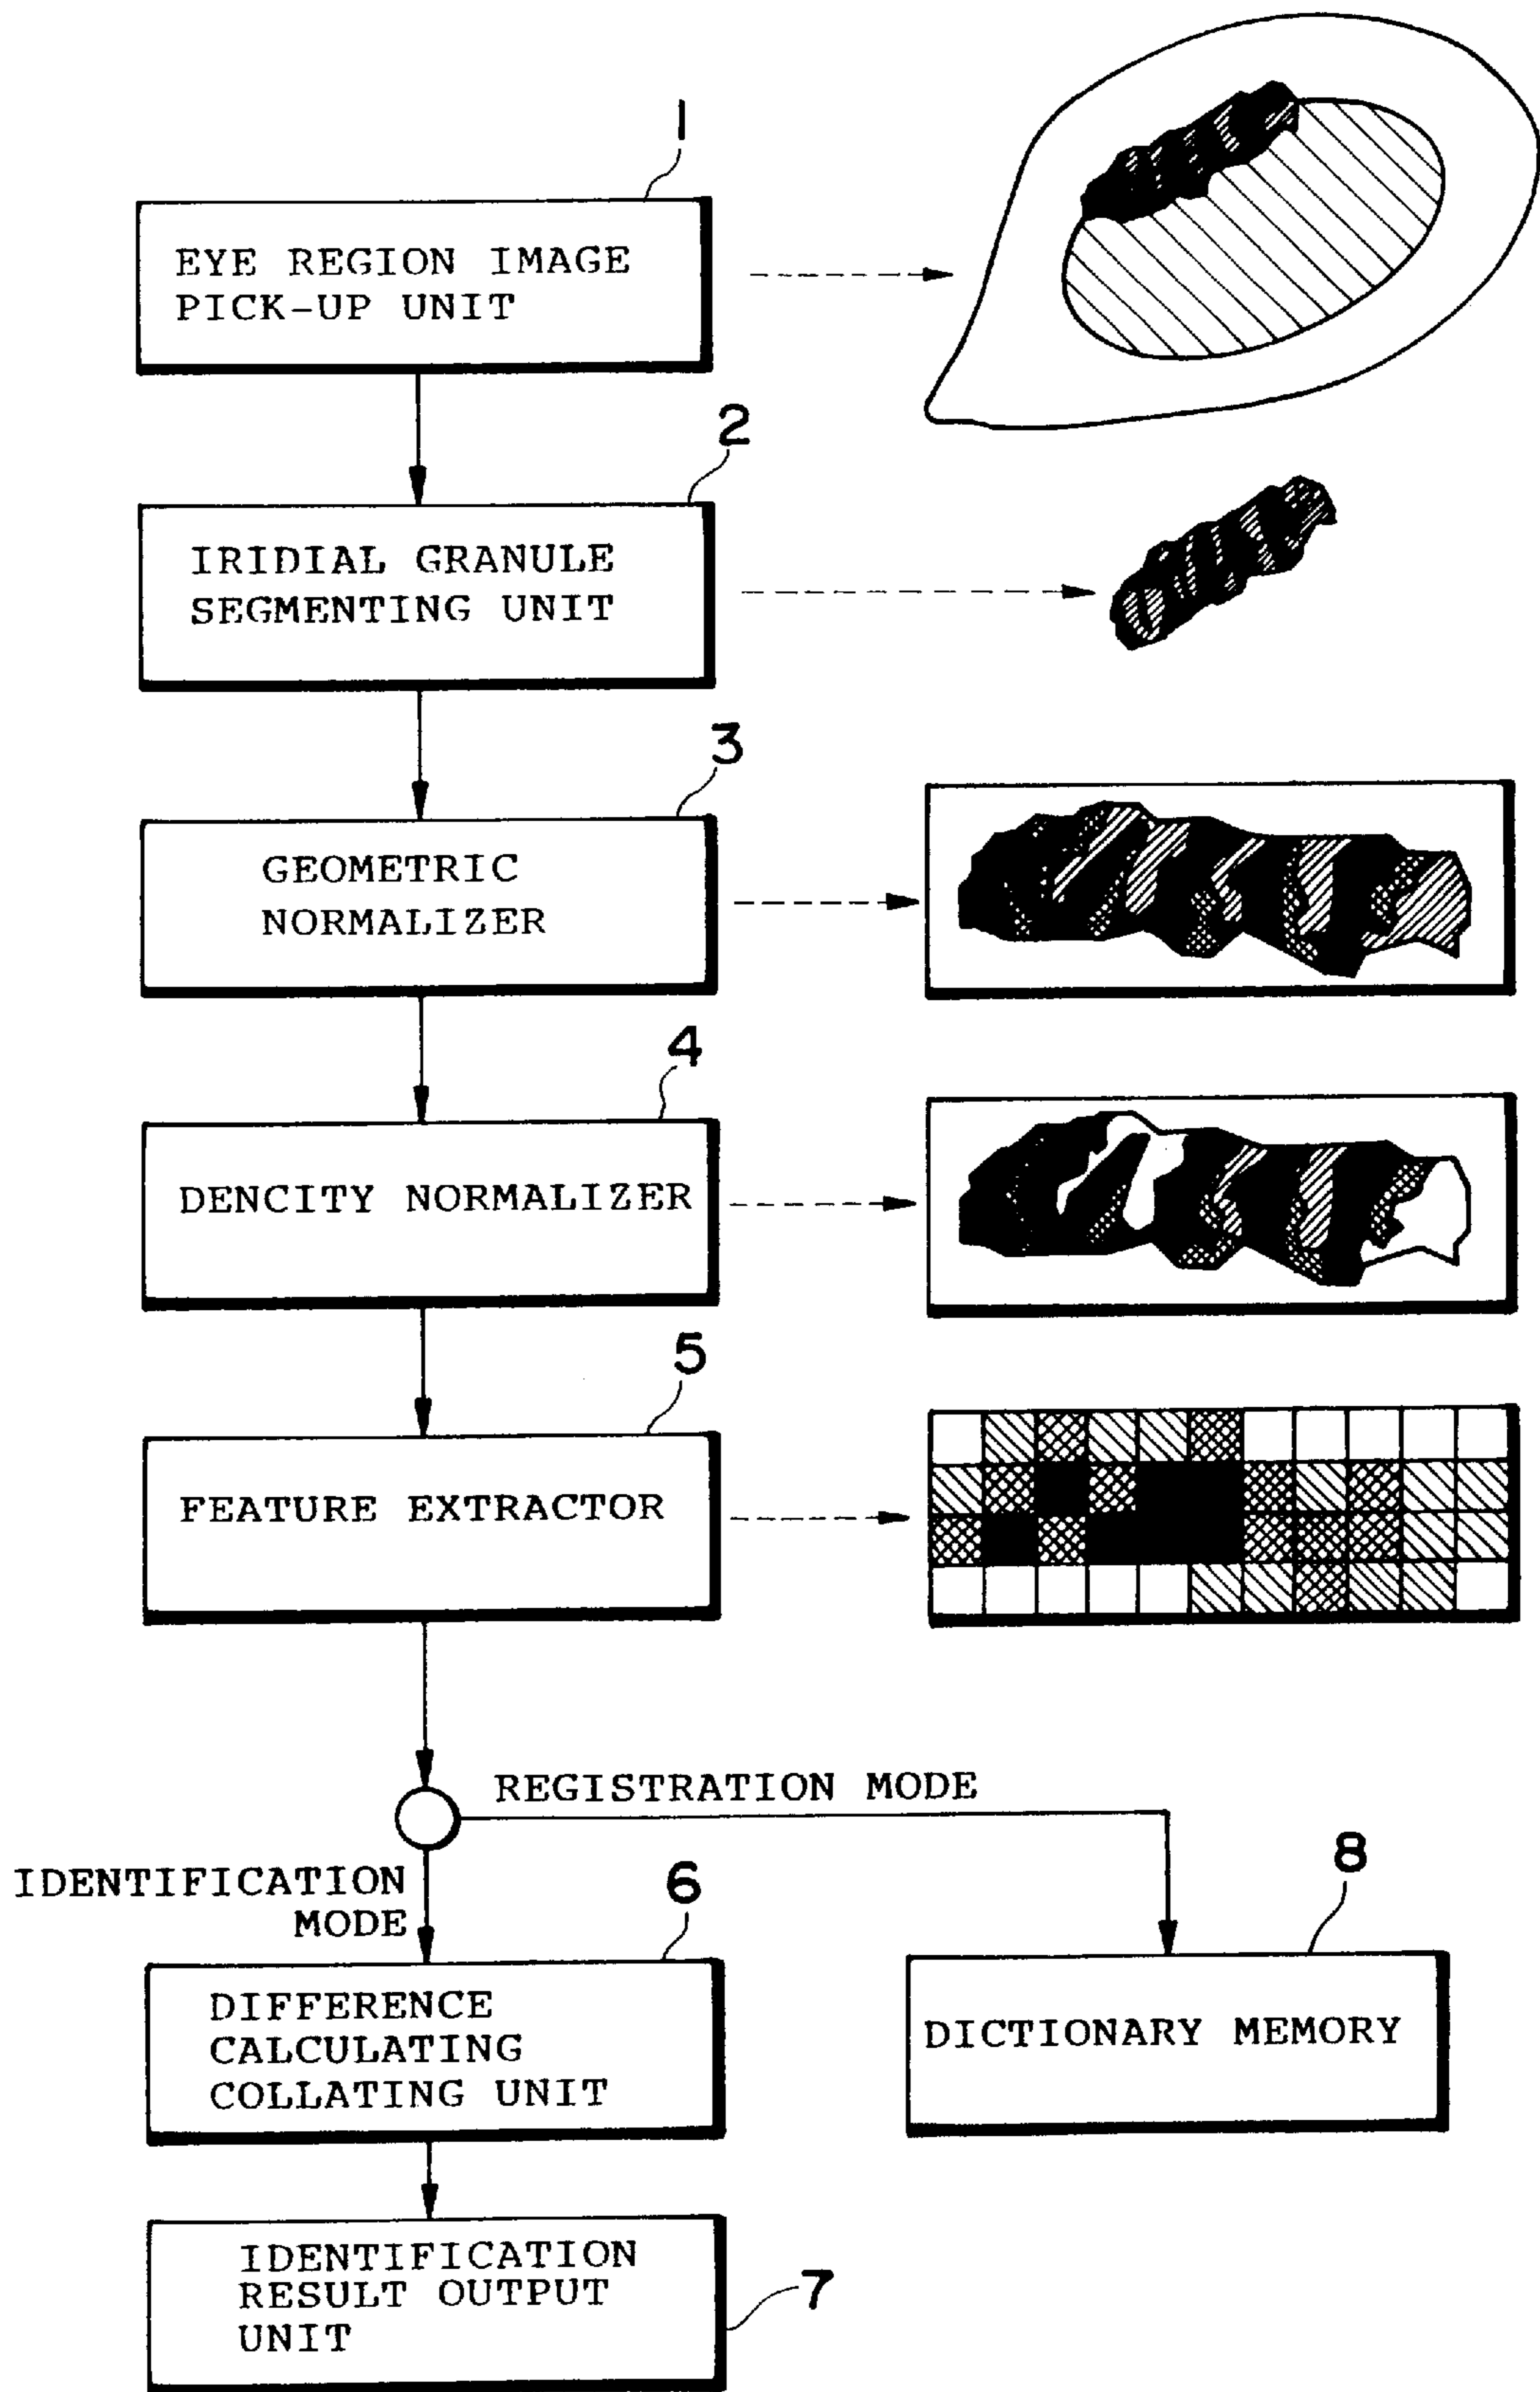 1
EYE REGION IMAGE
PICK-UP UNIT
2
IRIDIAL GRANULE
SEGMENTING UNIT
3
GEOMETRIC
NORMALIZER
4
DENCITY NORMALIZER
5
FEATURE EXTRACTOR
REGISTRATION MODE
IDENTIFICATION
MODE
6
DIFFERENCE
CALCULATING
COLLATING UNIT
8
DICTIONARY MEMORY
IDENTIFICATION
RESULT OUTPUT
UNIT
7